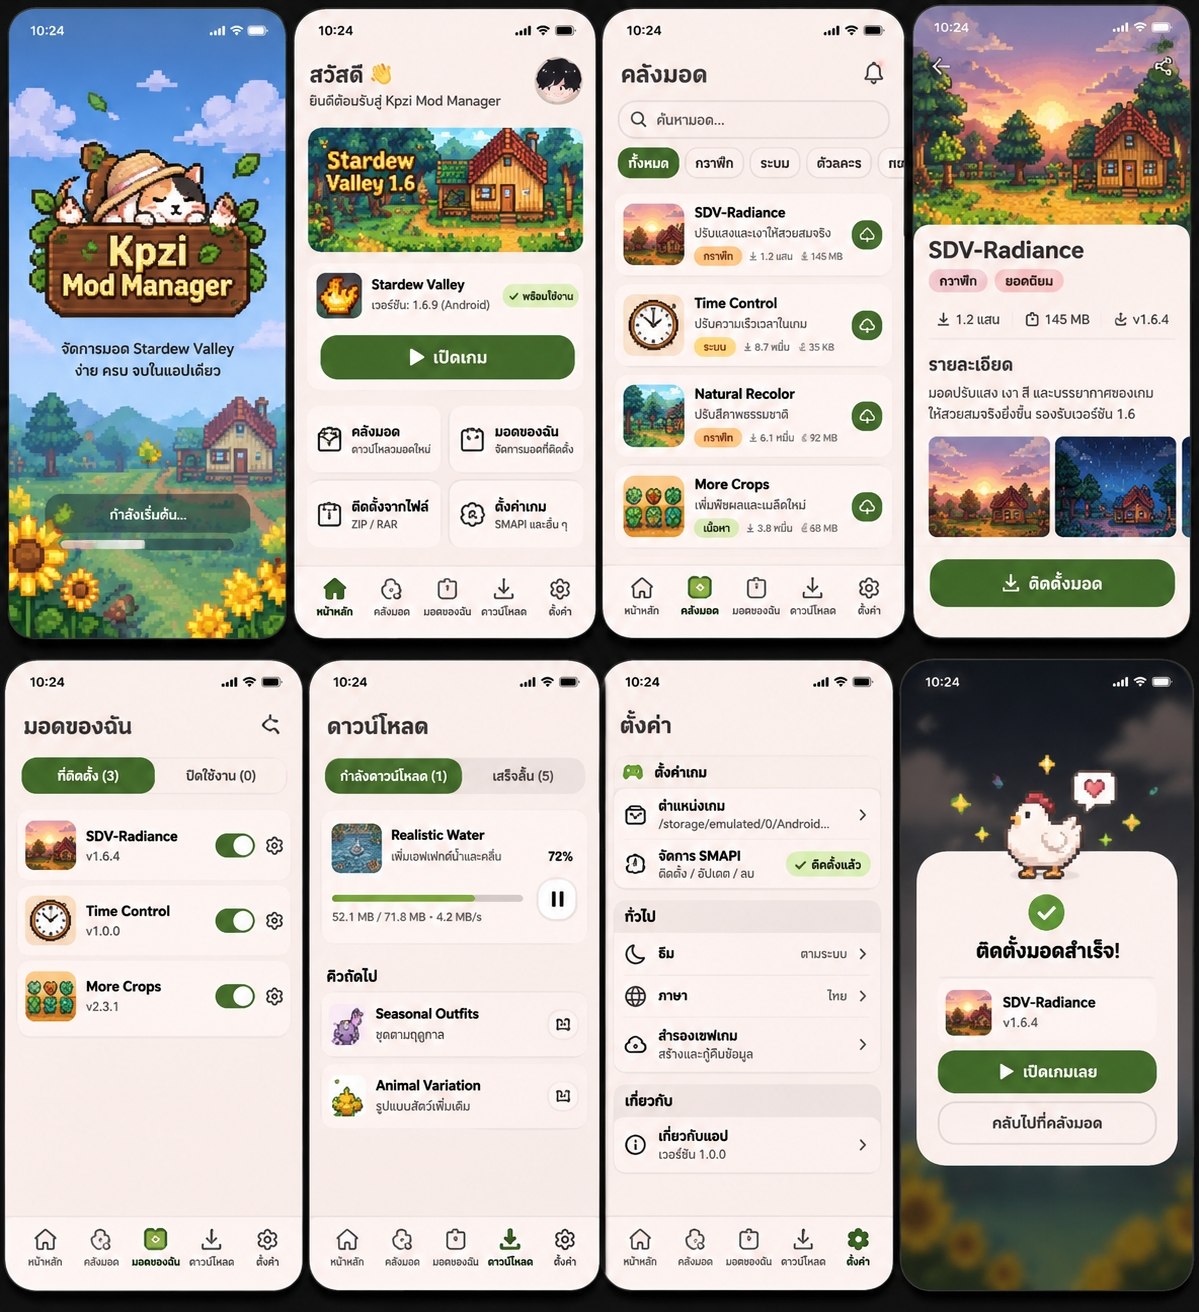 10:24
Kpzi
Mod Manager
จัดการมอด Stardew Valley
ง่าย ครบ จบในแอปเดียว
กำลังเริ่มต้น...
10:24
สวัสดี 👋
ยินดีต้อมรับสู่ Kpzi Mod Manager
Stardew
Valley 1.6
Stardew Valley
เวอร์ชัน: 1.6.9 (Android)
พร้อมใช้งาน
เปิดเกม
คลังมอด
ดาวน์โหลวมอดใหม่
มอดของฉัน
จัดการมอดที่ติดตั้ง
ติดตั้งจากไฟล์
ZIP / RAR
ตั้งค่าเกม
SMAPI และอื่น ๆ
หน้าหลัก
คลังมอด
มอดของฉัน
ดาวน์โหลด
ตั้งค่า
10:24
คลังมอด
ค้นหามอด...
ทั้งหมด
กวาฟิก
ระบม
ตัวลคะร
SDV-Radiance
ปรับแสงและเงาให้สวยสมจริง
กราฟิก 1.2 แสน 145 MB
Time Control
ปรับความเร็วเวลาในเกม
ระบน 8.7 หมื่น 35 KB
Natural Recolor
ปรับสีภาพธรรมชาติ
กราฟิก 6.1 หมื่น 92 MB
More Crops
เพิ่มพืชผลและเมล็ดใหม่
เนื้อหา 3.8 หมื่น 68 MB
หน้าหลัก
คลังมอด
มอดของฉัน
ดาวน์โหลด
ตั้งค่า
10:24
SDV-Radiance
กวาฟิก
ยอดติยม
1.2 แสน
145 MB
v1.6.4
รายละเอียด
มอดปรับแสง เงา สี และบรรยากาศของเกม
ให้สวยสมจริงยิ่งขึ้น รองรับเวอร์ชัน 1.6
ติดตั้งมอด
10:24
มอดของฉัน
ที่ติดตั้ง (3)
ปิดใช้งาน (0)
SDV-Radiance
v1.6.4
Time Control
v1.0.0
More Crops
v2.3.1
หน้าหลัก
คลังมอด
มอดของฉัน
ดาวน์โหลด
ตั้งค่า
10:24
ดาวน์โหลด
กำลังดาวน์โหลด (1)
เสร็จสิ้น (5)
Realistic Water
เพิ่มเอฟเฟกต์น้ำและคลื่น
72%
52.1 MB / 71.8 MB • 4.2 MB/s
คิวถัดไป
Seasonal Outfits
ชุดตามฤดูกาล
Animal Variation
รูปแบบสัตว์เพิ่มเติม
หน้าหลัก
คลังมอด
มอดของฉัน
ดาวน์โหลด
ตั้งค่า
10:24
ตั้งค่า
ตั้งค่าเกม
ตำแหน่งเกม
/storage/emulated/0/Android...
จัดการ SMAPI
ติดตั้ง / อัปเดต / ลบ
ติดตั้งแล้ว
ทั่วไป
ธีม
ตามระบบ
ภาษา
ไทย
สำรองเซฟเกม
สร้างและกู้คืนข้อมูล
เกี่ยวกับ
เกี่ยวกับแอป
เวอร์ชัน 1.0.0
หน้าหลัก
คลังมอด
มอดของฉัน
ดาวน์โหลด
ตั้งค่า
10:24
ติดตั้งมอดสำเร็จ!
SDV-Radiance
v1.6.4
เปิดเกมเลย
กลับไปที่คลังมอด